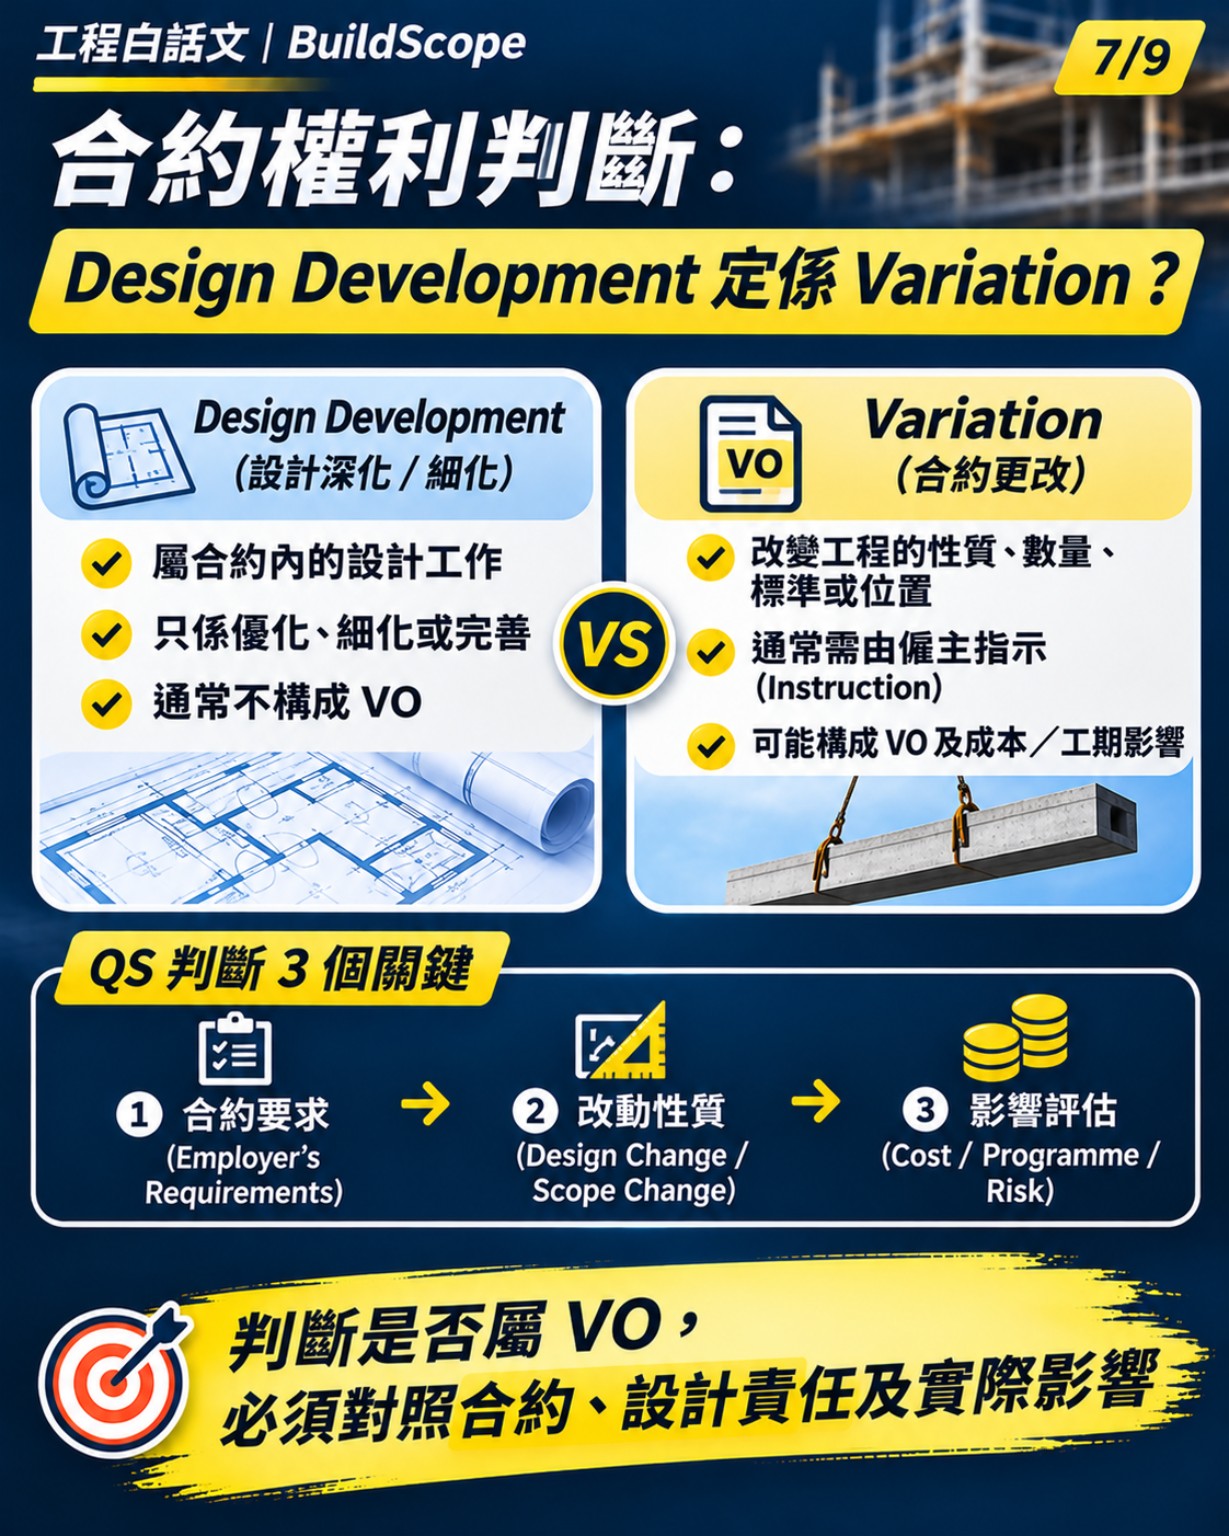 工程白話文｜BuildScope
7/9
合約權利判斷：
Design Development 定係 Variation？
Design Development
（設計深化 / 細化）
屬合約內的設計工作
只係優化、細化或完善
通常不構成 VO
VS
VO
Variation
（合約更改）
改變工程的性質、數量、
標準或位置
通常需由僱主指示
(Instruction)
可能構成 VO 及成本／工期影響
QS 判斷 3 個關鍵
1 合約要求
(Employer's
Requirements)
2 改動性質
(Design Change /
Scope Change)
3 影響評估
(Cost / Programme /
Risk)
判斷是否屬 VO，
必須對照合約、設計責任及實際影響